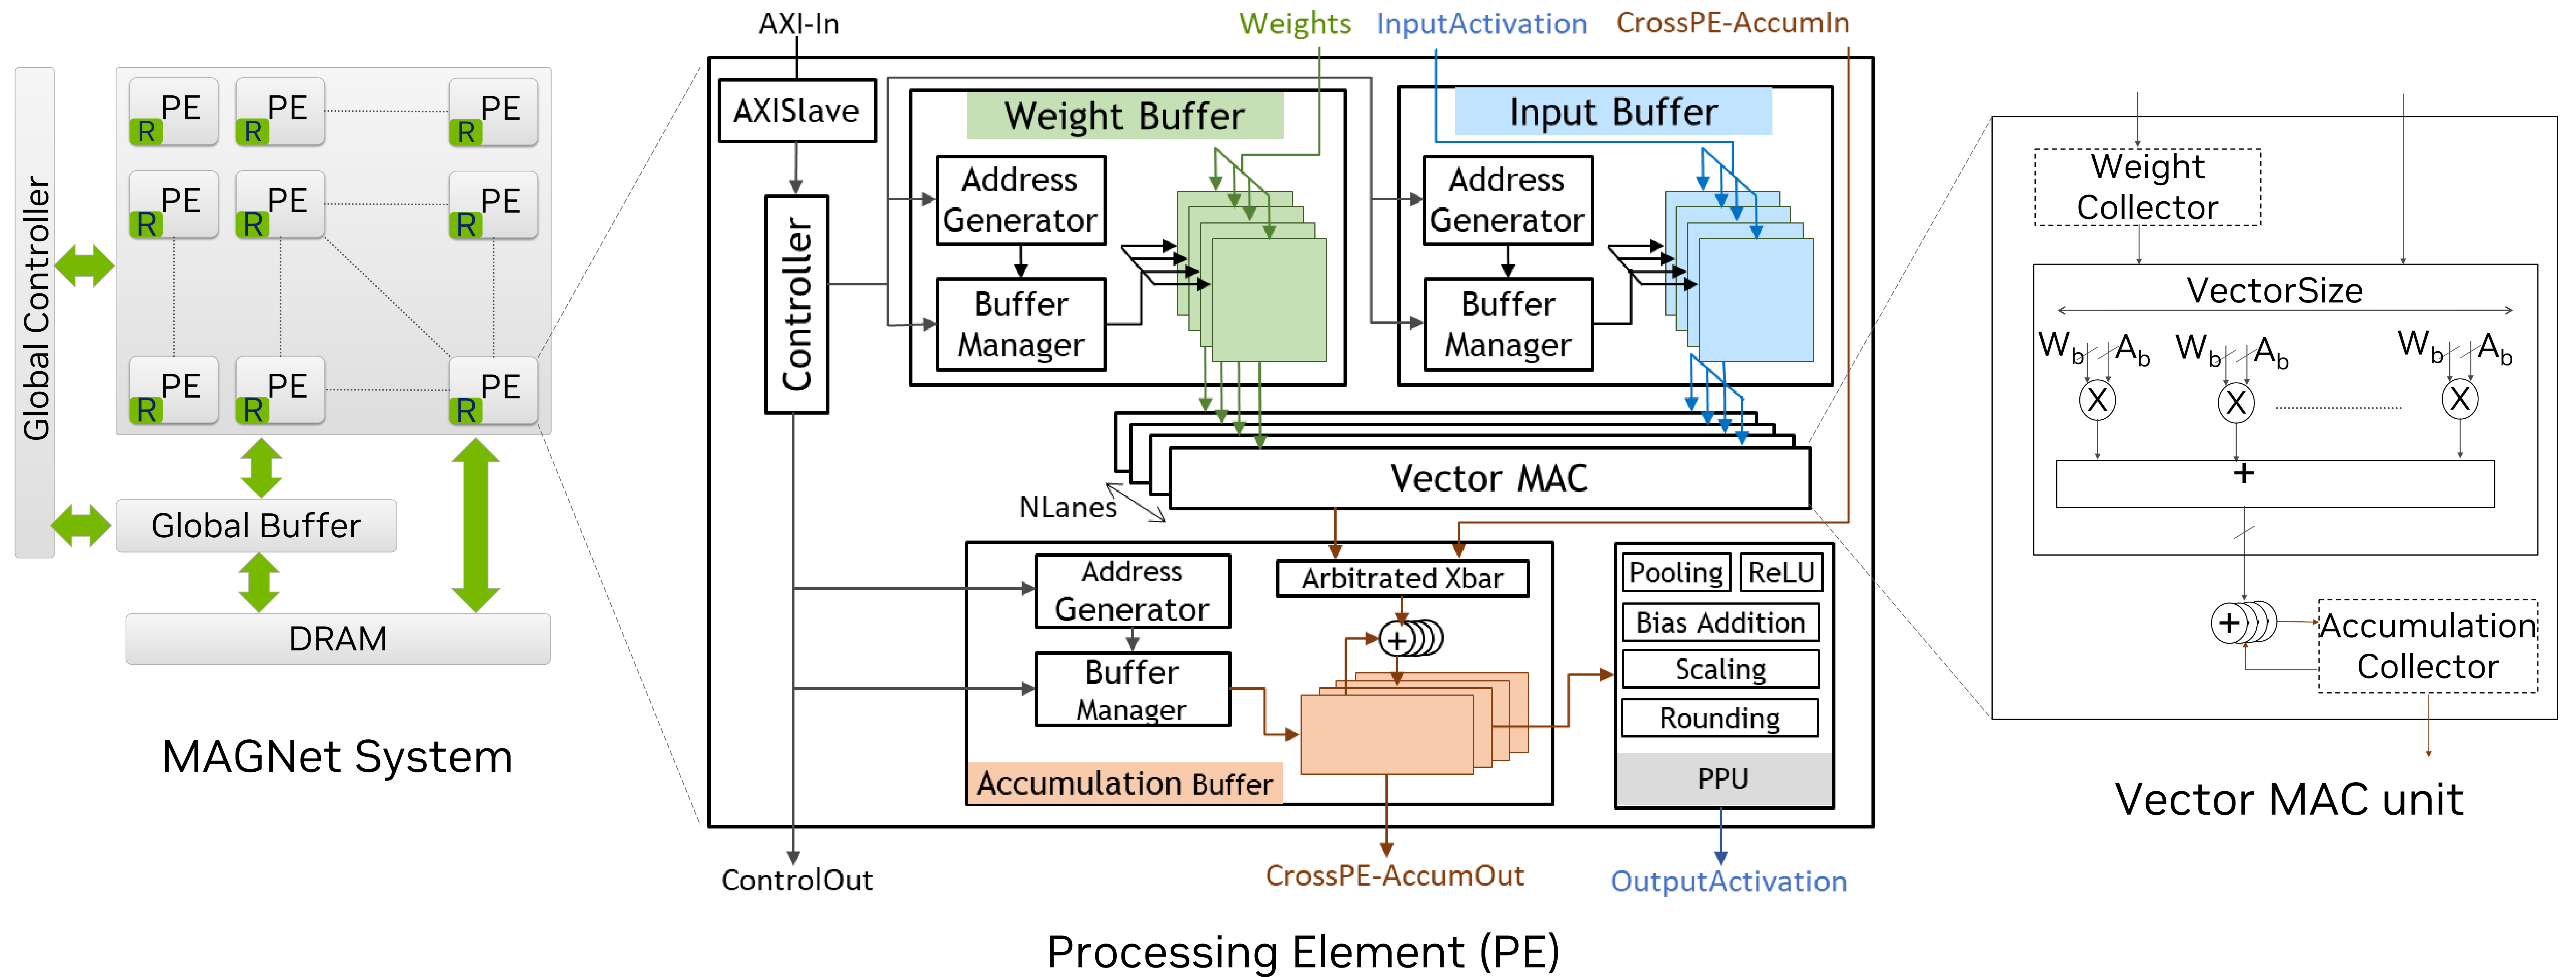 Global Controller
PE
R
PE
R
PE
R
PE
R
PE
R
PE
R
PE
R
PE
R
PE
R
Global Buffer
DRAM
MAGNet System
AXI-In
Weights
InputActivation
CrossPE-AccumIn
AXISlave
Controller
Weight Buffer
Address
Generator
Buffer
Manager
Input Buffer
Address
Generator
Buffer
Manager
Vector MAC
NLanes
Address
Generator
Buffer
Manager
Arbitrated Xbar
+
Accumulation Buffer
Pooling
ReLU
Bias Addition
Scaling
Rounding
PPU
ControlOut
CrossPE-AccumOut
OutputActivation
Processing Element (PE)
Weight
Collector
VectorSize
Wb Ab
Wb Ab
Wb Ab
X
X
X
+
+
Accumulation
Collector
Vector MAC unit